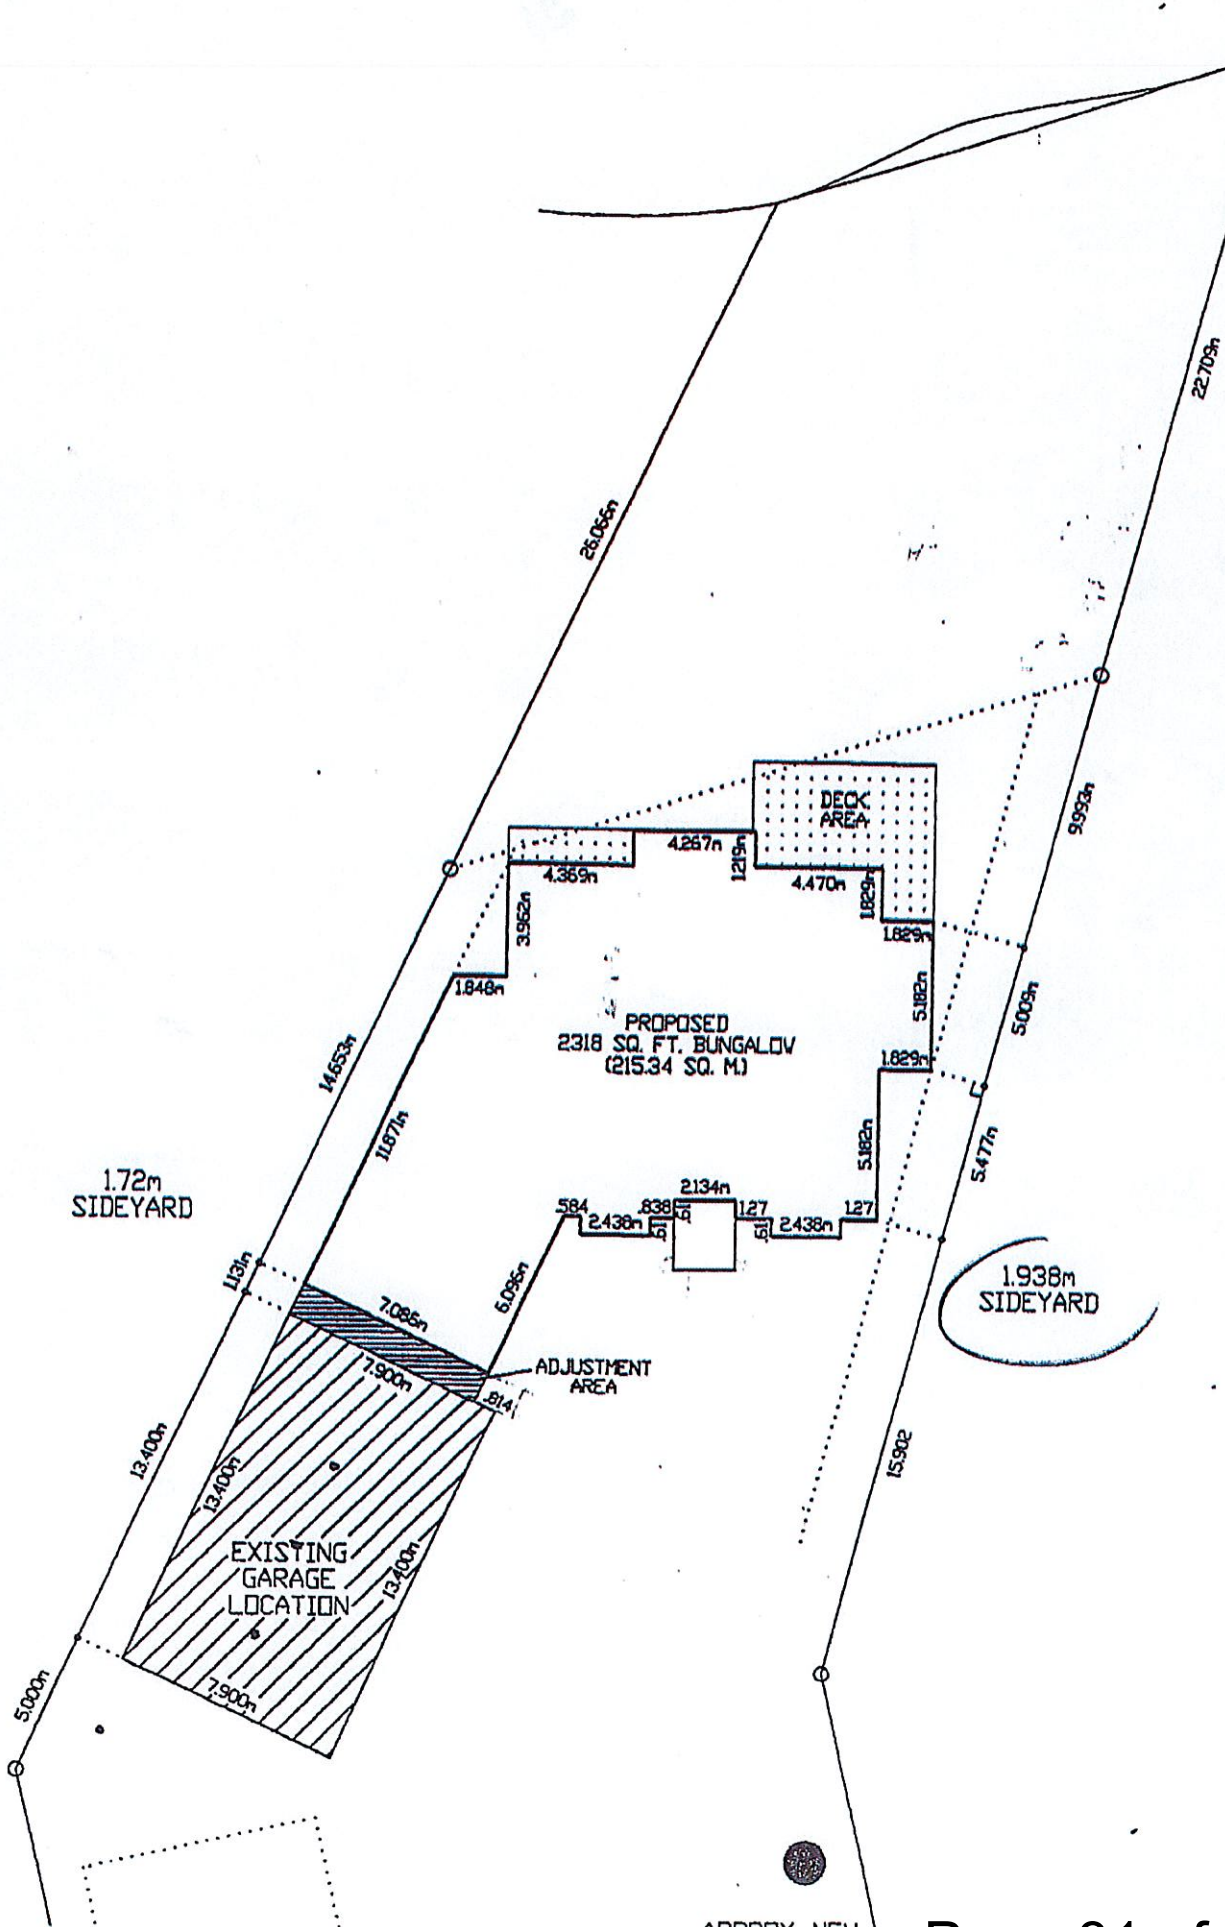 22.709m
26.066m
9.993m
DECK
AREA
4.267m
1.219m
4.369m
4.470m
1.829m
3.962m
1.829m
1.848m
5.182m
5.009m
PROPOSED
2318 SQ. FT. BUNGALOW
(215.34 SQ. M.)
1.829m
14.653m
11.871m
5.182m
5.477m
1.72m
SIDEYARD
2.134m
.584
.838
.61
1.27
1.27
2.438m
.61
.61
2.438m
1.131m
6.096m
1.938m
SIDEYARD
7.086m
7.900m
ADJUSTMENT
AREA
.814
13.400m
13.400m
15.902
EXISTING
GARAGE
LOCATION
13.400m
7.900m
5.000m